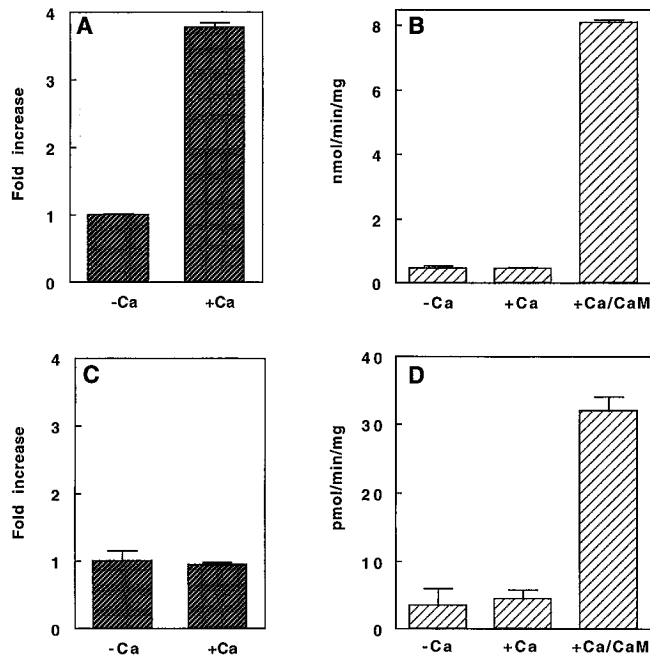 A
Fold increase
4
3
2
1
0
-Ca +Ca
B
nmol/min/mg
8
6
4
2
0
-Ca +Ca +Ca/CaM
C
Fold increase
4
3
2
1
0
-Ca +Ca
D
pmol/min/mg
40
30
20
10
0
-Ca +Ca +Ca/CaM